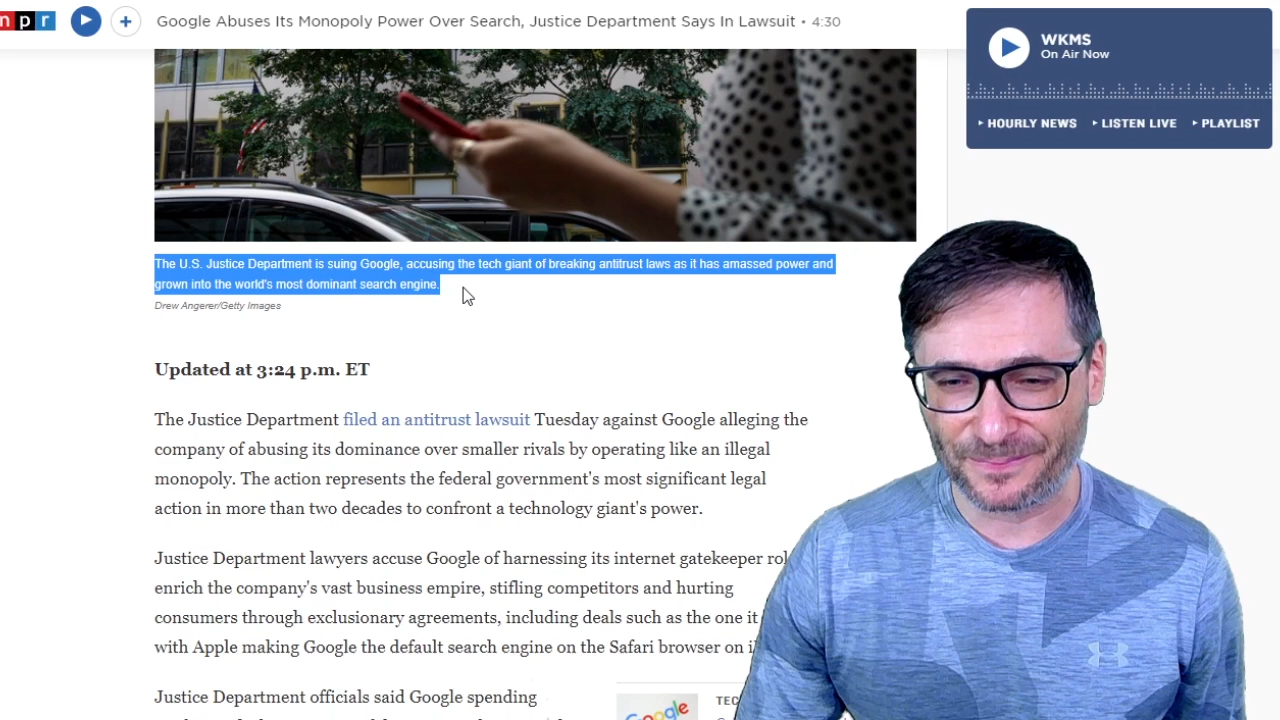 npr
Google Abuses Its Monopoly Power Over Search, Justice Department Says In Lawsuit • 4:30
WKMS
On Air Now
HOURLY NEWS
LISTEN LIVE
PLAYLIST
The U.S. Justice Department is suing Google, accusing the tech giant of breaking antitrust laws as it has amassed power and
grown into the world's most dominant search engine.
Drew Angerer/Getty Images
Updated at 3:24 p.m. ET
The Justice Department filed an antitrust lawsuit Tuesday against Google alleging the
company of abusing its dominance over smaller rivals by operating like an illegal
monopoly. The action represents the federal government's most significant legal
action in more than two decades to confront a technology giant's power.
Justice Department lawyers accuse Google of harnessing its internet gatekeeper
enrich the company's vast business empire, stifling competitors and hurting
consumers through exclusionary agreements, including deals such as the one it
with Apple making Google the default search engine on the Safari browser on
Justice Department officials said Google spending
Google
TEC